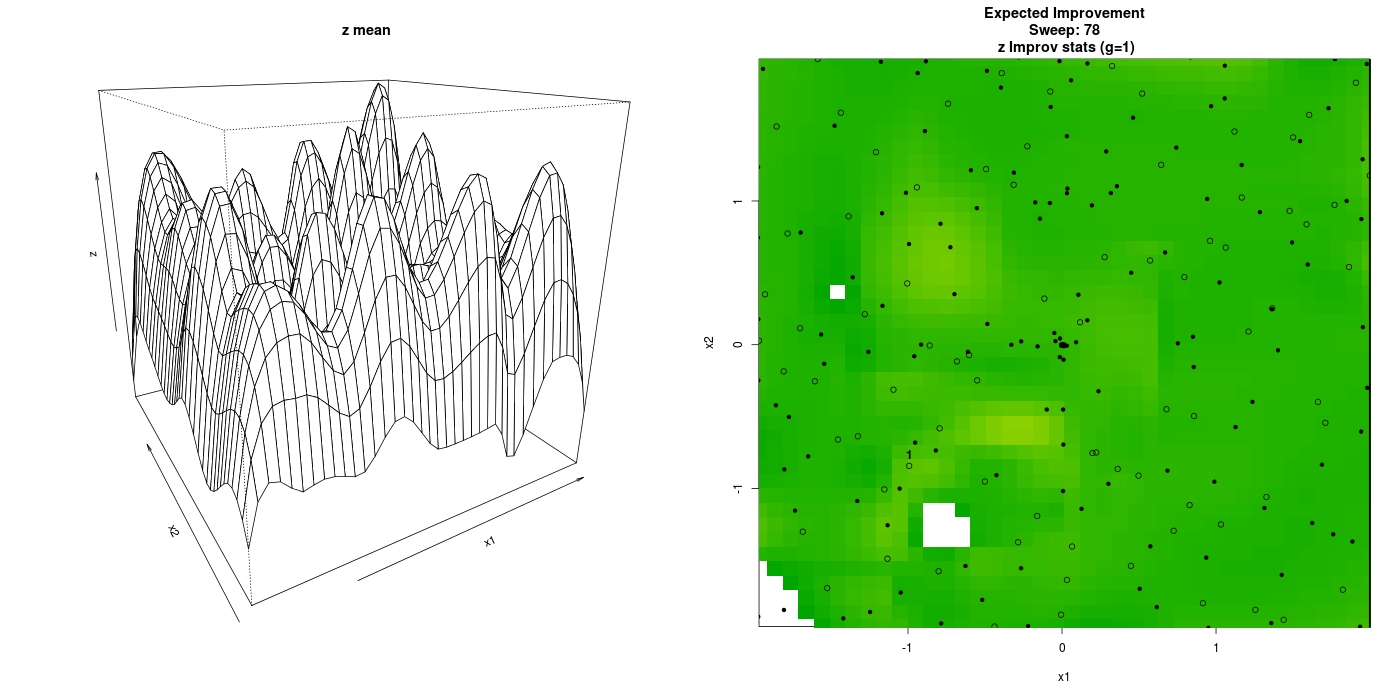 z mean
z
x2
x1
Expected Improvement
Sweep: 78
z Improv stats (g=1)
x2
1
0
-1
1
-1
0
1
x1